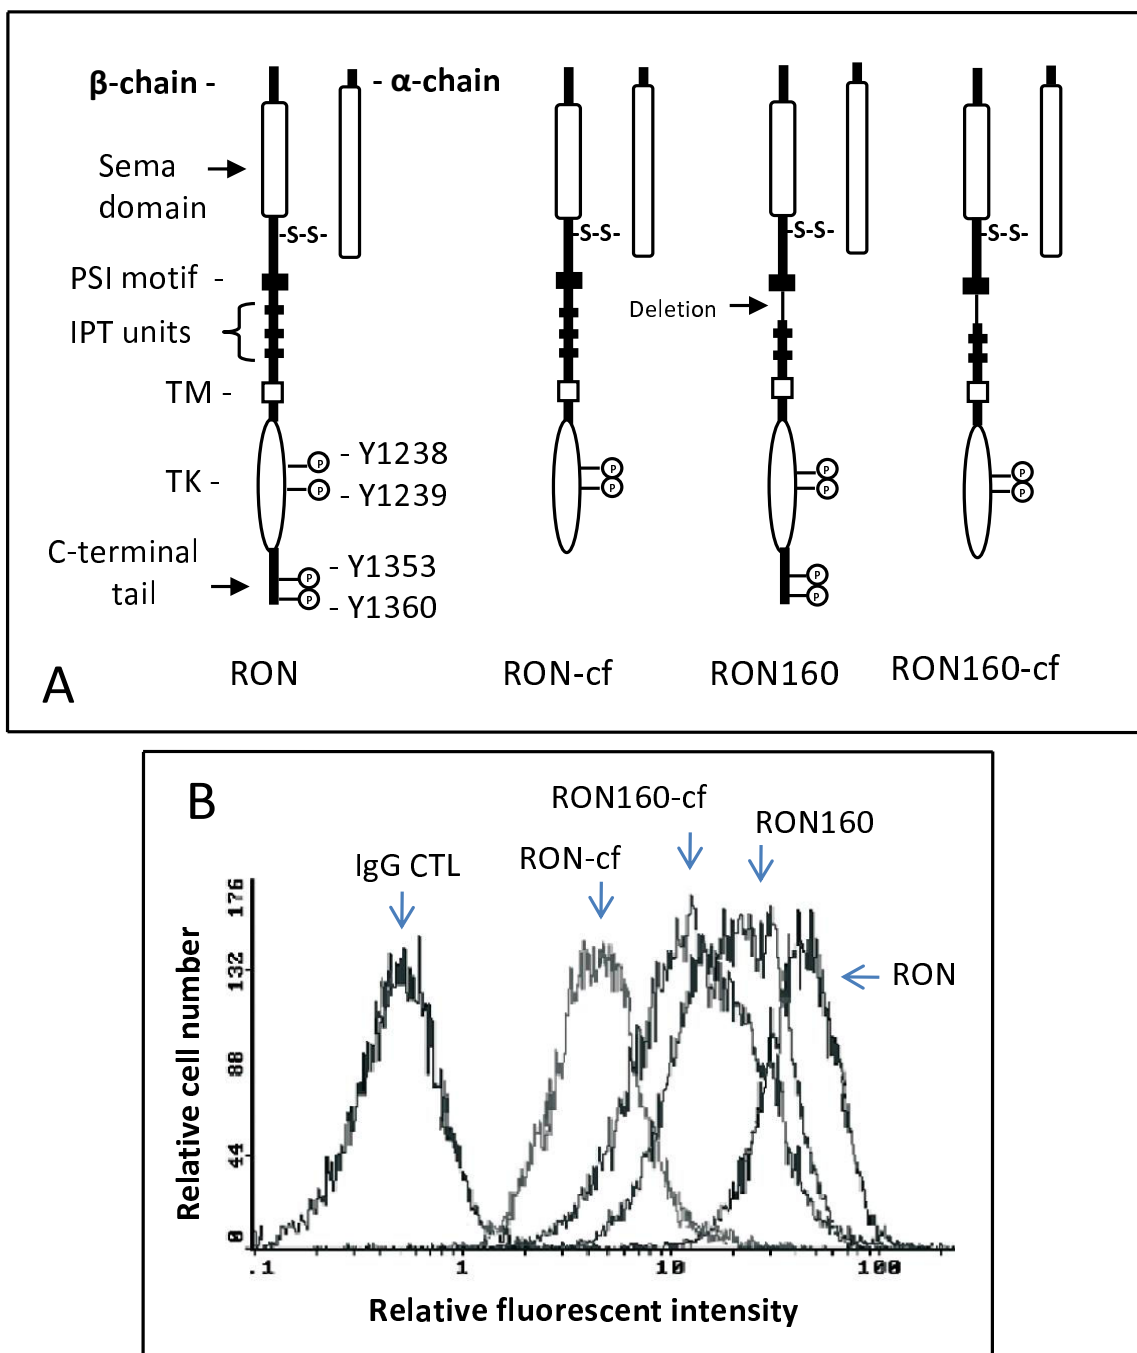 β-chain -
- α-chain
Sema
domain
-S-S-
-S-S-
-S-S-
-S-S-
PSI motif -
Deletion
IPT units
TM -
P
- Y1238
TK -
P
- Y1239
P
P
P
P
P
P
C-terminal
tail
P
- Y1353
P
- Y1360
P
P
A
RON
RON-cf
RON160
RON160-cf
B
RON160-cf
RON160
IgG CTL
RON-cf
RON
Relative cell number
176
132
88
44
0
.1
1
10
100
Relative fluorescent intensity